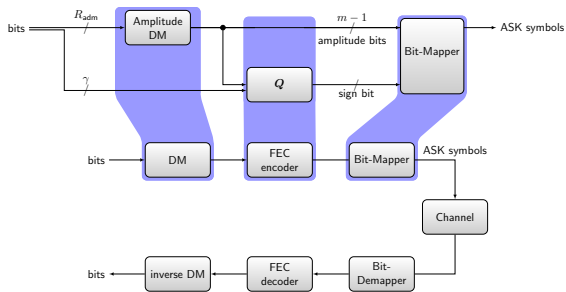 bits
R_adm
Amplitude
DM
m − 1
amplitude bits
ASK symbols
Bit-Mapper
γ
Q
sign bit
bits
DM
FEC
encoder
Bit-Mapper
ASK symbols
Channel
bits
inverse DM
FEC
decoder
Bit-
Demapper